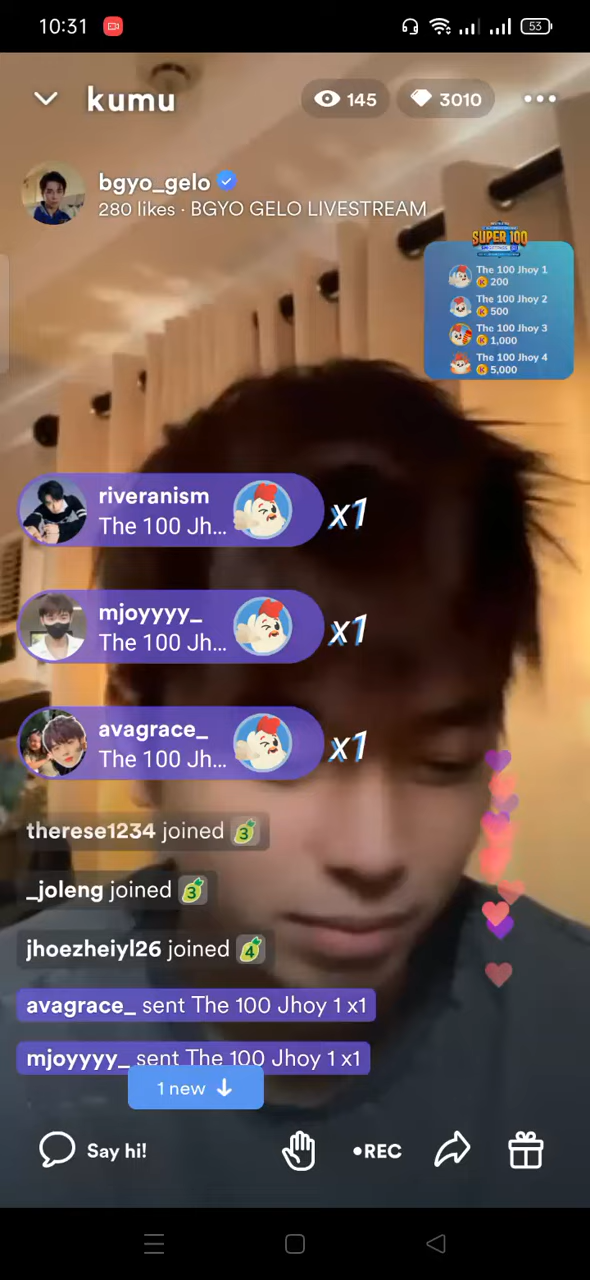 10:31
53
kumu
145
3010
bgyo_gelo
280 likes · BGYO GELO LIVESTREAM
SUPER 100
The 100 Jhoy 1
K 200
The 100 Jhoy 2
K 500
The 100 Jhoy 3
K 1,000
The 100 Jhoy 4
K 5,000
riveranism
The 100 Jh...
x1
mjoyyyy_
The 100 Jh...
x1
avagrace_
The 100 Jh...
x1
therese1234 joined 3
_joleng joined 3
jhoezheiyl26 joined 4
avagrace_ sent The 100 Jhoy 1 x1
mjoyyyy_ sent The 100 Jhoy 1 x1
1 new
Say hi!
•REC